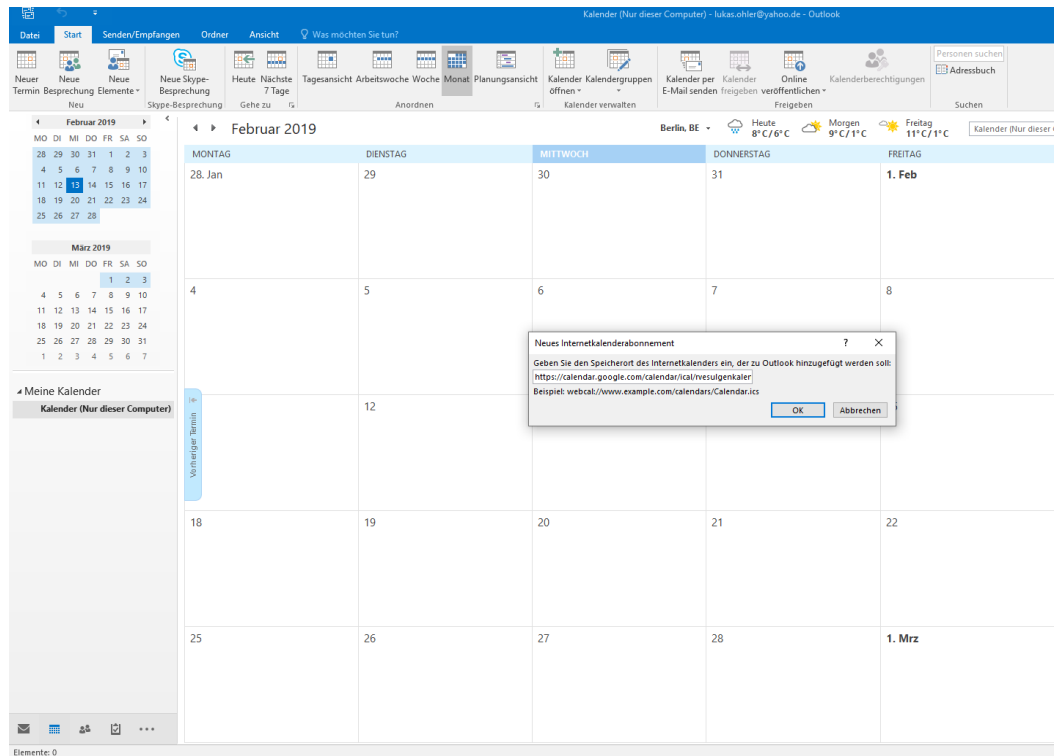 Kalender (Nur dieser Computer) - lukas.ohler@yahoo.de - Outlook
Datei Start Senden/Empfangen Ordner Ansicht Was möchten Sie tun?
Neuer Termin
Neue Besprechung
Neue Elemente
Neu
Neue Skype-Besprechung
Skype-Besprechung
Heute
Nächste 7 Tage
Gehe zu
Tagesansicht Arbeitswoche Woche Monat Planungsansicht
Anordnen
Kalender öffnen
Kalendergruppen
Kalender verwalten
Kalender per E-Mail senden
Kalender freigeben
Online veröffentlichen
Kalenderberechtigungen
Freigeben
Personen suchen
Adressbuch
Suchen
Februar 2019
MO DI MI DO FR SA SO
28 29 30 31 1 2 3
4 5 6 7 8 9 10
11 12 13 14 15 16 17
18 19 20 21 22 23 24
25 26 27 28
März 2019
MO DI MI DO FR SA SO
1 2 3
4 5 6 7 8 9 10
11 12 13 14 15 16 17
18 19 20 21 22 23 24
25 26 27 28 29 30 31
1 2 3 4 5 6 7
Meine Kalender
Kalender (Nur dieser Computer)
Februar 2019
Berlin, BE
Heute
8°C/6°C
Morgen
9°C/1°C
Freitag
11°C/1°C
Kalender (Nur dieser
MONTAG DIENSTAG MITTWOCH DONNERSTAG FREITAG
28. Jan 29 30 31 1. Feb
4 5 6 7 8
Neues Internetkalenderabonnement ?
Geben Sie den Speicherort des Internetkalenders ein, der zu Outlook hinzugefügt werden soll:
https://calendar.google.com/calendar/ical/rvesulgenkaler
Beispiel: webcal://www.example.com/calendars/Calendar.ics
OK Abbrechen
12
Vorheriger Termin
18 19 20 21 22
25 26 27 28 1. Mrz
Elemente: 0